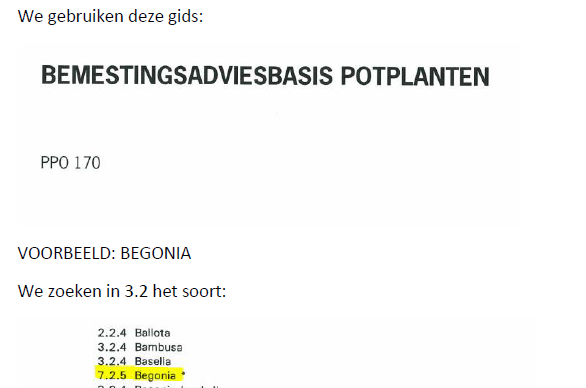 We gebruiken deze gids:
BEMESTINGSADVIESBASIS POTPLANTEN
PPO 170
VOORBEELD: BEGONIA
We zoeken in 3.2 het soort:
2.2.4 Ballota
3.2.4 Bambusa
3.2.4 Basella
7.2.5 Begonia *